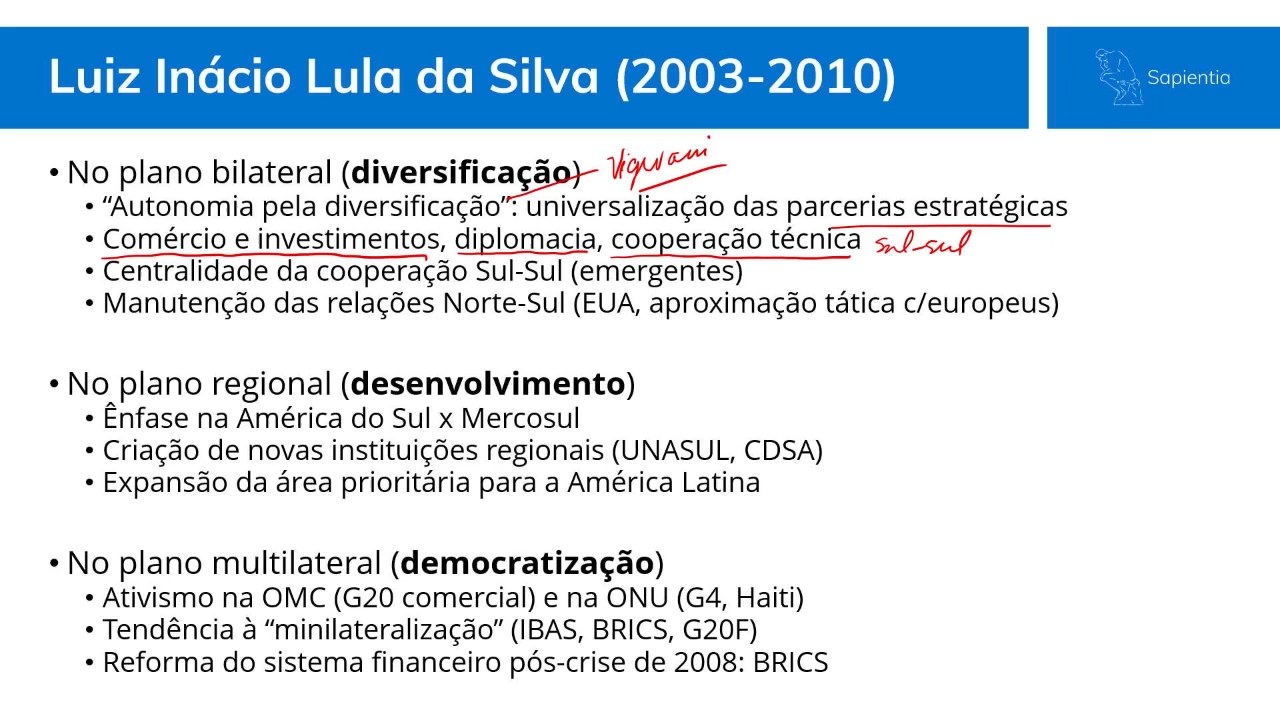 Luiz Inácio Lula da Silva (2003-2010)
Sapientia
• No plano bilateral (diversificação) Vigevani
• “Autonomia pela diversificação”: universalização das parcerias estratégicas
• Comércio e investimentos, diplomacia, cooperação técnica sul-sul
• Centralidade da cooperação Sul-Sul (emergentes)
• Manutenção das relações Norte-Sul (EUA, aproximação tática c/europeus)
• No plano regional (desenvolvimento)
• Ênfase na América do Sul x Mercosul
• Criação de novas instituições regionais (UNASUL, CDSA)
• Expansão da área prioritária para a América Latina
• No plano multilateral (democratização)
• Ativismo na OMC (G20 comercial) e na ONU (G4, Haiti)
• Tendência à “minilateralização” (IBAS, BRICS, G20F)
• Reforma do sistema financeiro pós-crise de 2008: BRICS